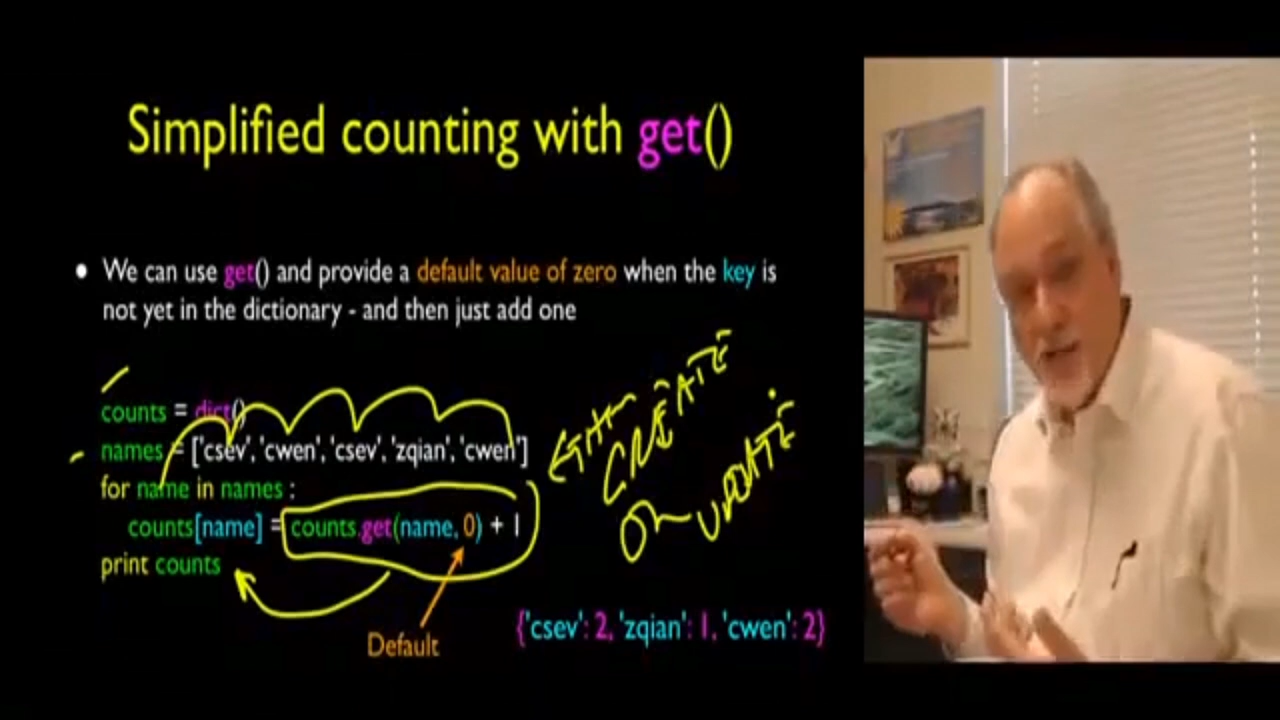 Simplified counting with get()
• We can use get() and provide a default value of zero when the key is
not yet in the dictionary - and then just add one
counts = dict()
names = ['csev', 'cwen', 'csev', 'zqian', 'cwen']
for name in names :
counts[name] = counts.get(name, 0) + 1
print counts
Default
{'csev': 2, 'zqian': 1, 'cwen': 2}
CREATE
OR UPDATE